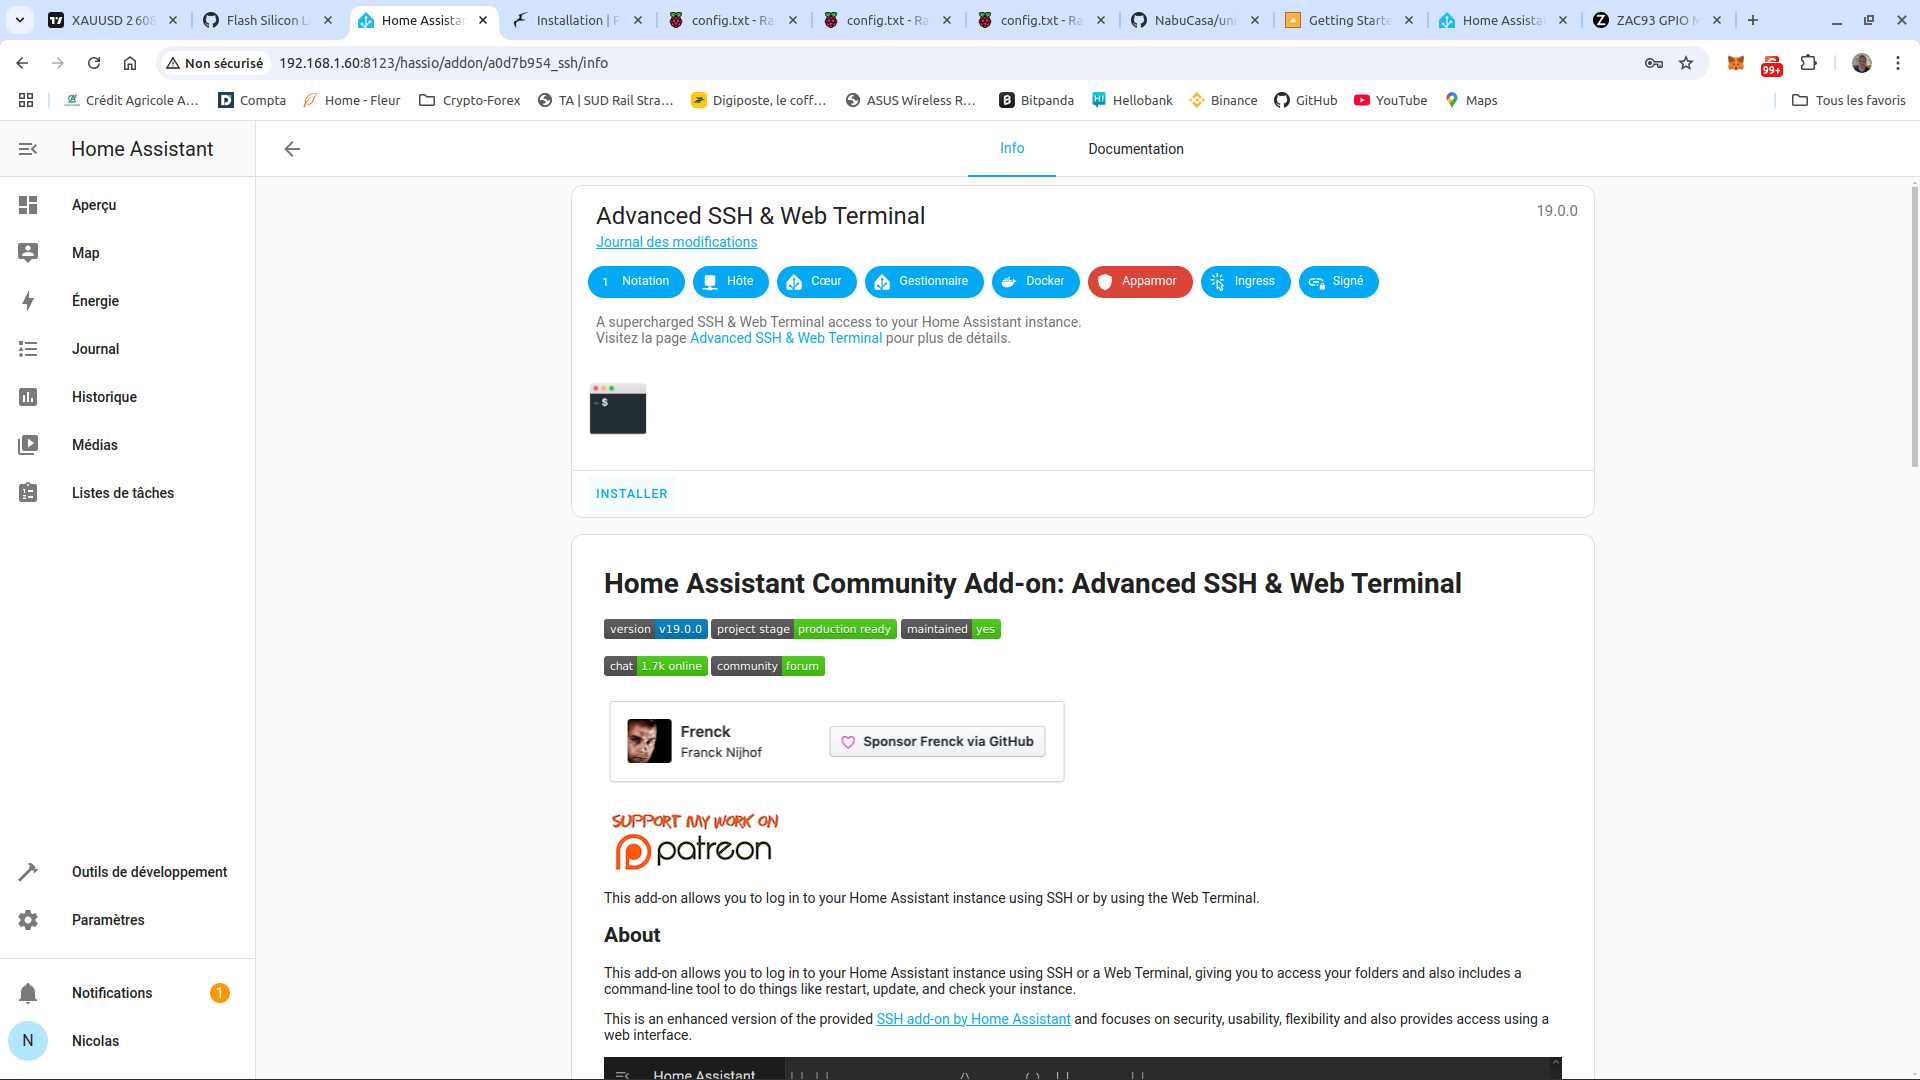 XAUUSD 2 608
Flash Silicon L
Home Assistan
Installation | F
config.txt - Ra
config.txt - Ra
config.txt - Ra
NabuCasa/uni
Getting Starte
Home Assista
ZAC93 GPIO M
Non sécurisé
192.168.1.60:8123/hassio/addon/a0d7b954_ssh/info
99+
Crédit Agricole A...
Compta
Home - Fleur
Crypto-Forex
TA | SUD Rail Stra...
Digiposte, le coff...
ASUS Wireless R...
Bitpanda
Hellobank
Binance
GitHub
YouTube
Maps
Tous les favoris
Home Assistant
Info
Documentation
Aperçu
Map
Énergie
Journal
Historique
Médias
Listes de tâches
Outils de développement
Paramètres
Notifications
1
N
Nicolas
Advanced SSH & Web Terminal
19.0.0
Journal des modifications
1 Notation
Hôte
Cœur
Gestionnaire
Docker
Apparmor
Ingress
Signé
A supercharged SSH & Web Terminal access to your Home Assistant instance.
Visitez la page Advanced SSH & Web Terminal pour plus de détails.
~ $
INSTALLER
Home Assistant Community Add-on: Advanced SSH & Web Terminal
version v19.0.0
project stage production ready
maintained yes
chat 1.7k online
community forum
Frenck
Franck Nijhof
Sponsor Frenck via GitHub
SUPPORT MY WORK ON
patreon
This add-on allows you to log in to your Home Assistant instance using SSH or by using the Web Terminal.
About
This add-on allows you to log in to your Home Assistant instance using SSH or a Web Terminal, giving you to access your folders and also includes a
command-line tool to do things like restart, update, and check your instance.
This is an enhanced version of the provided SSH add-on by Home Assistant and focuses on security, usability, flexibility and also provides access using a
web interface.
Home Assistant